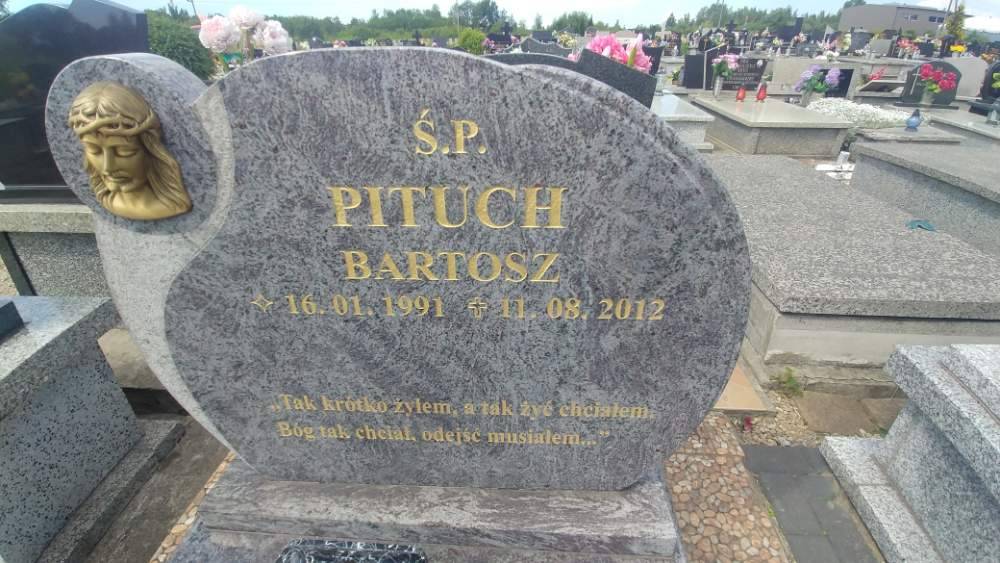 Ś.P.
PITUCH
BARTOSZ
16.01.1991 11.08.2012
„Tak krótko żyłem, a tak żyć chciałem,
Bóg tak chciał, odejść musiałem..."